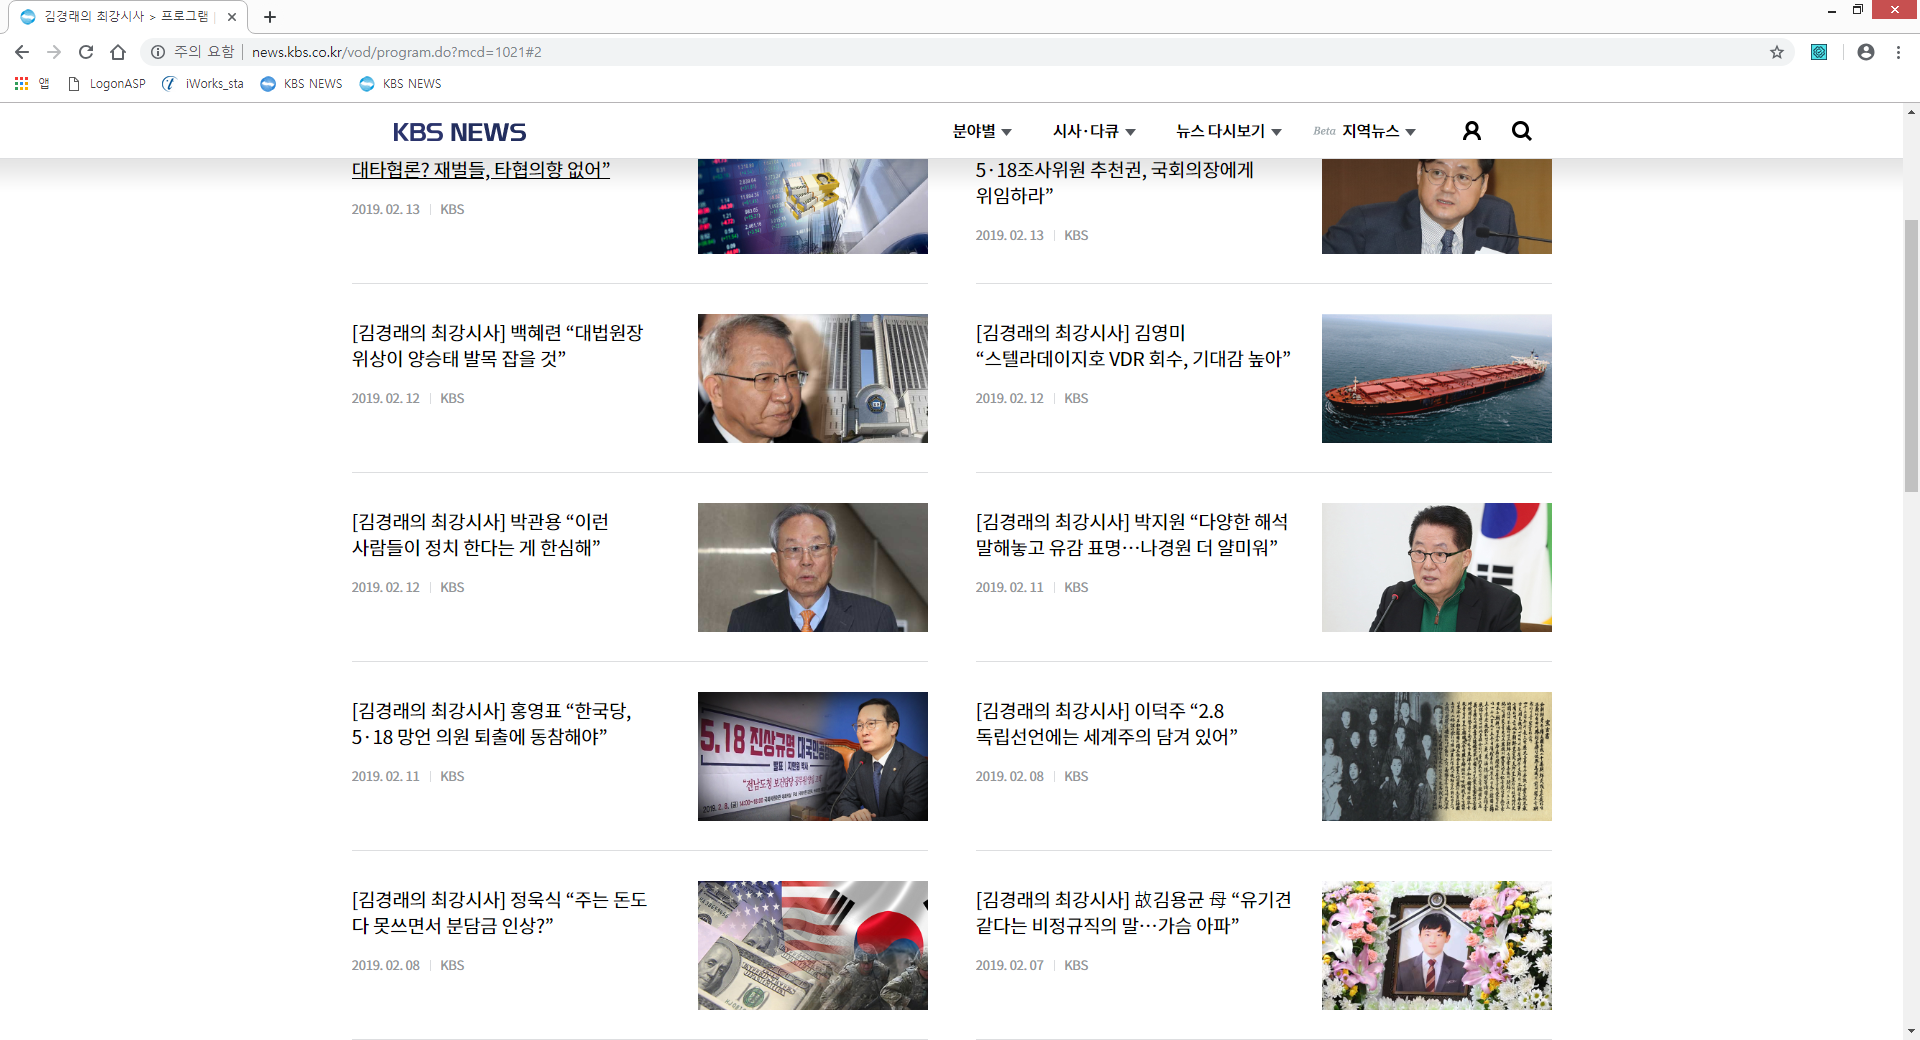 김경래의 최강시사 > 프로그램
주의 요함
news.kbs.co.kr/vod/program.do?mcd=1021#2
앱
LogonASP
iWorks_sta
KBS NEWS
KBS NEWS
KBS NEWS
분야별
시사·다큐
뉴스 다시보기
Beta 지역뉴스
대타협론? 재벌들, 타협의향 없어”
2019. 02. 13 | KBS
5·18조사위원 추천권, 국회의장에게
위임하라”
2019. 02. 13 | KBS
[김경래의 최강시사] 백혜련 “대법원장
위상이 양승태 발목 잡을 것”
2019. 02. 12 | KBS
[김경래의 최강시사] 김영미
“스텔라데이지호 VDR 회수, 기대감 높아”
2019. 02. 12 | KBS
[김경래의 최강시사] 박관용 “이런
사람들이 정치 한다는 게 한심해”
2019. 02. 12 | KBS
[김경래의 최강시사] 박지원 “다양한 해석
말해놓고 유감 표명…나경원 더 얄미워”
2019. 02. 11 | KBS
[김경래의 최강시사] 홍영표 “한국당,
5·18 망언 의원 퇴출에 동참해야”
2019. 02. 11 | KBS
5.18 진상규명 대국민
[김경래의 최강시사] 이덕주 “2.8
독립선언에는 세계주의 담겨 있어”
2019. 02. 08 | KBS
[김경래의 최강시사] 정욱식 “주는 돈도
다 못쓰면서 분담금 인상?”
2019. 02. 08 | KBS
[김경래의 최강시사] 故김용균 母 “유기견
같다는 비정규직의 말…가슴 아파”
2019. 02. 07 | KBS